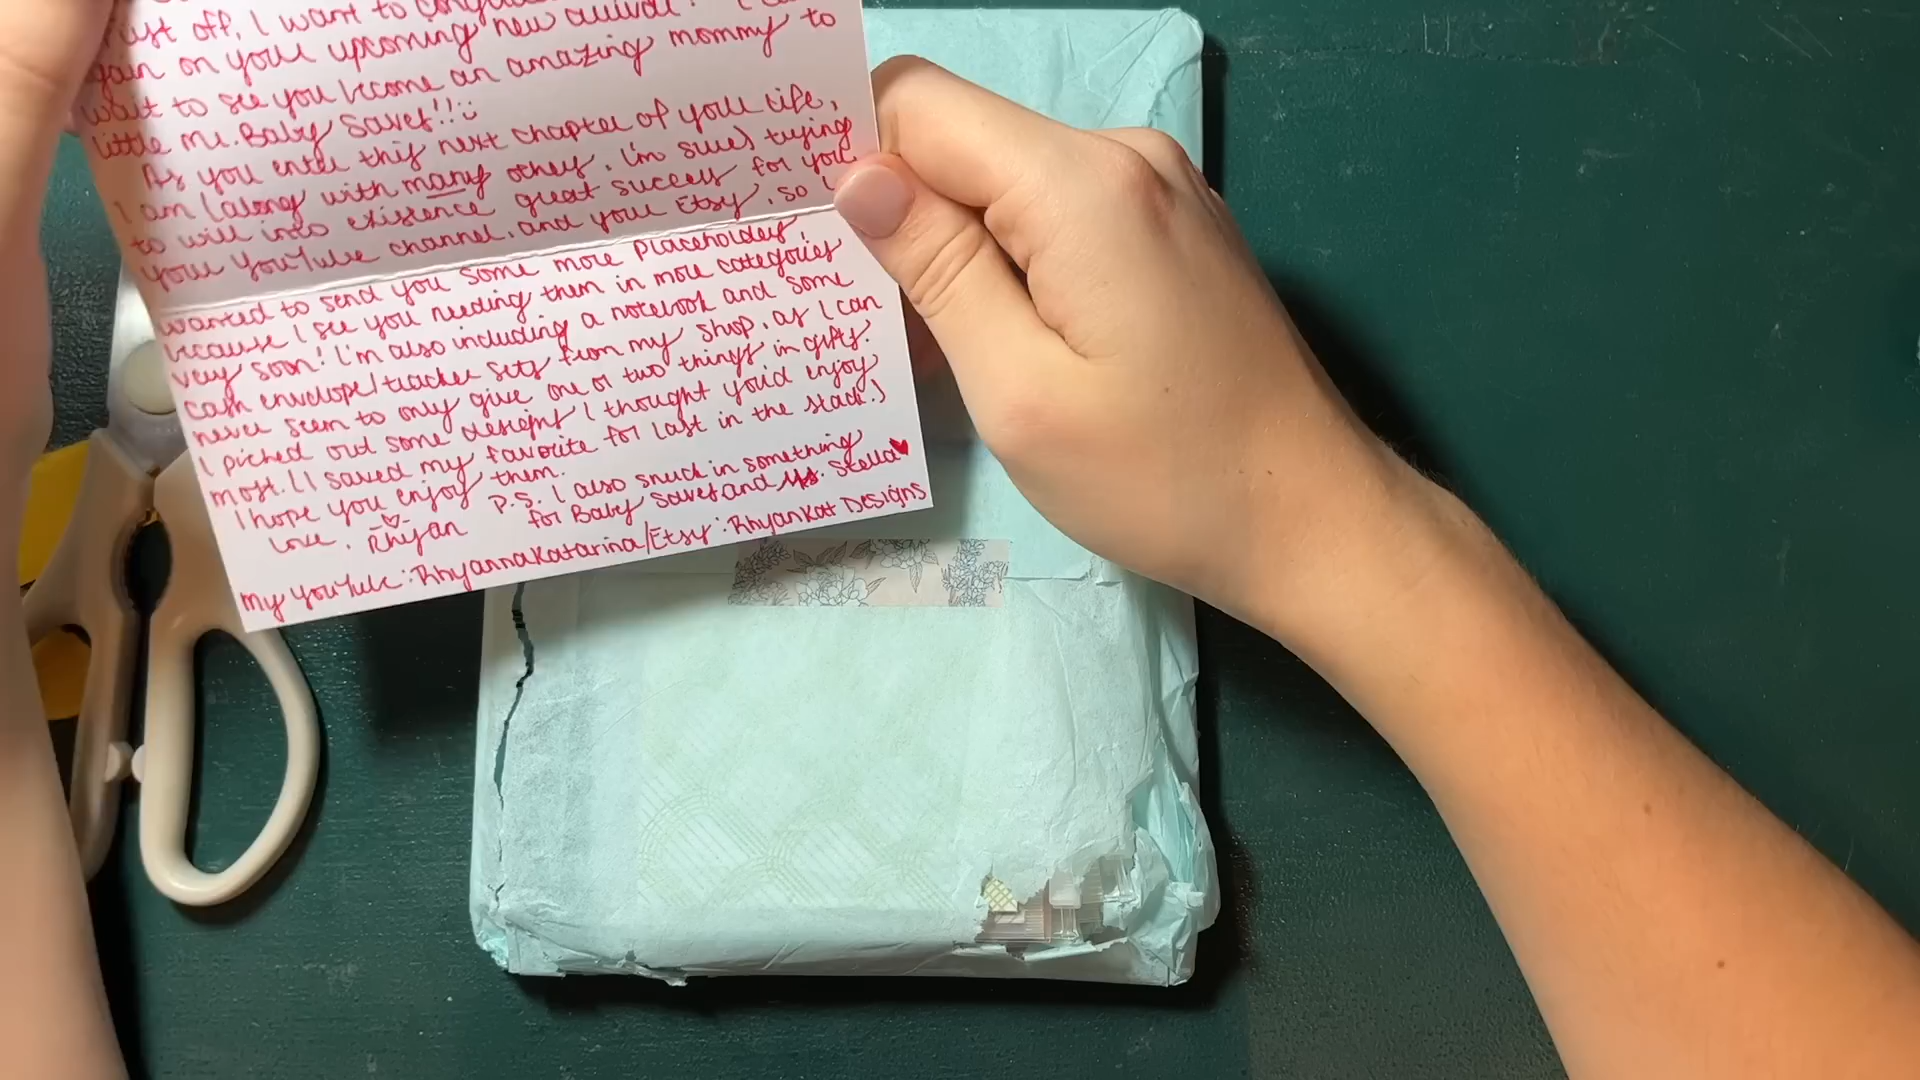 First off, I want to
again on your upcoming new arrival! I can
wait to see you become an amazing mommy to
little Mr. Baby Saves!! :)
As you enter this next chapter of your life,
I am (along with many others, I'm sure) trying
to will into existence great success for you
your YouTube channel, and your Etsy, so I
wanted to send you some more placeholders,
because I see you needing them in more categories
very soon! I'm also including a notebook and some
cash envelope/tracker sets from my shop, as I can
never seem to only give one or two things in gifts.
I picked out some designs I thought you'd enjoy
most. (I saved my favorite for last in the stack.)
I hope you enjoy them.
Love, Rhyan
P.S. I also snuck in something
for Baby Saves and Ms. Stella
My YouTube: RhyannaKatarina/Etsy: RhyanKat Designs